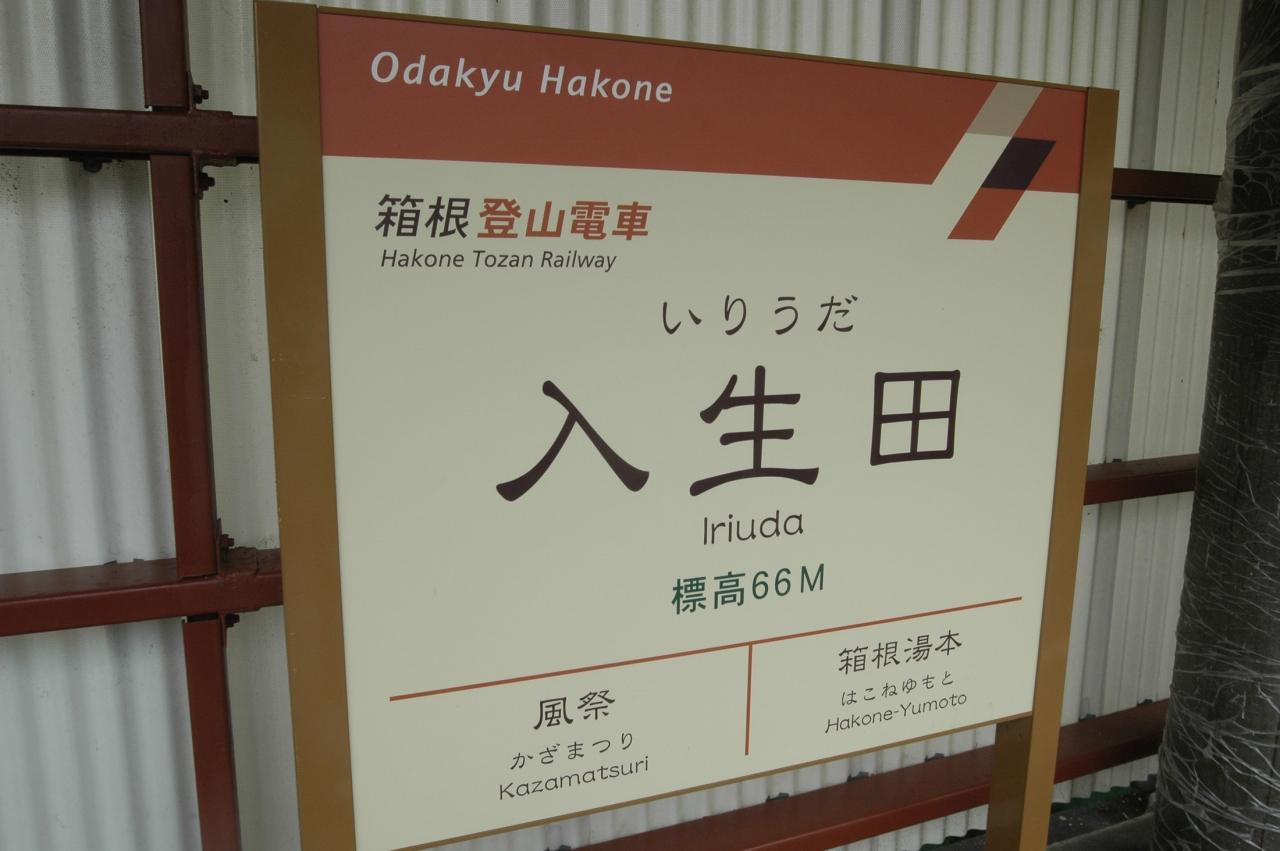 Odakyu Hakone
箱根登山電車
Hakone Tozan Railway
いりうだ
入生田
Iriuda
標高66M
風祭
かざまつり
Kazamatsuri
箱根湯本
はこねゆもと
Hakone-Yumoto